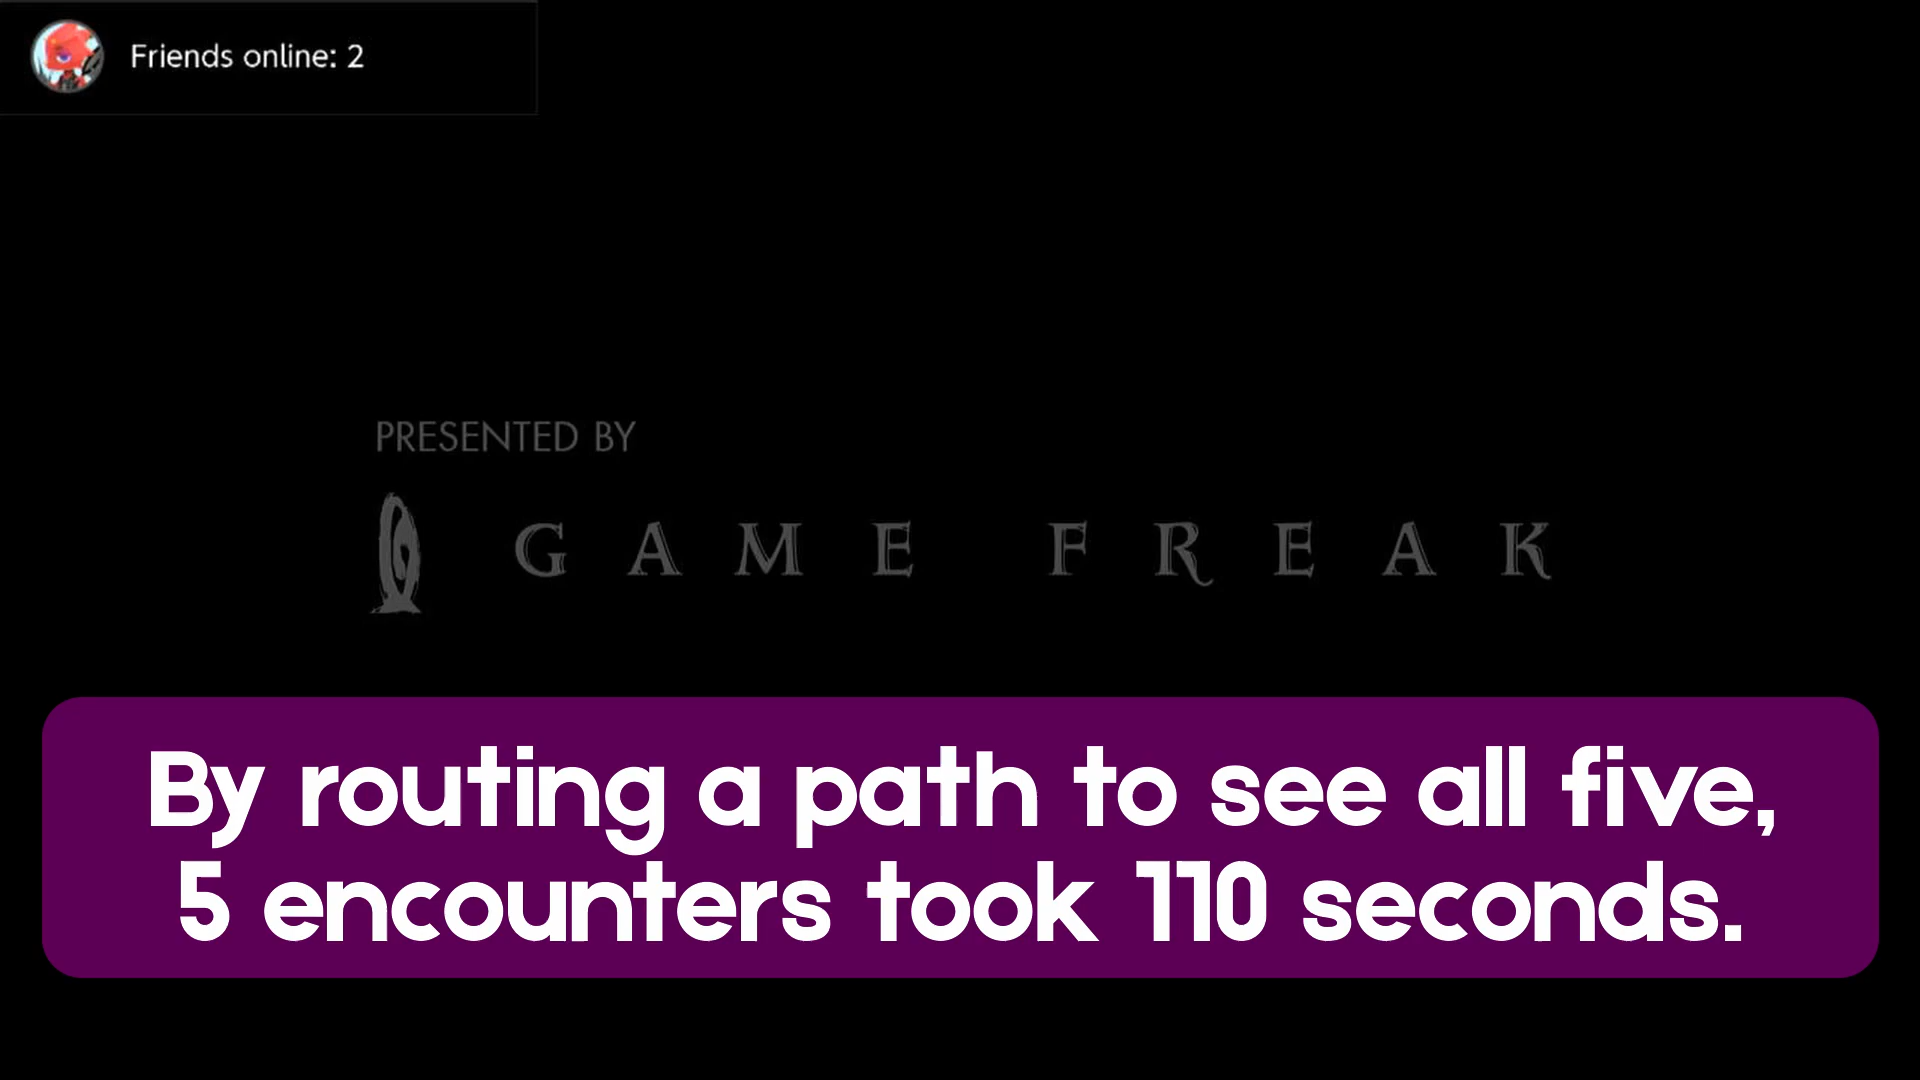 Friends online: 2
PRESENTED BY
GAME FREAK
By routing a path to see all five,
5 encounters took 110 seconds.